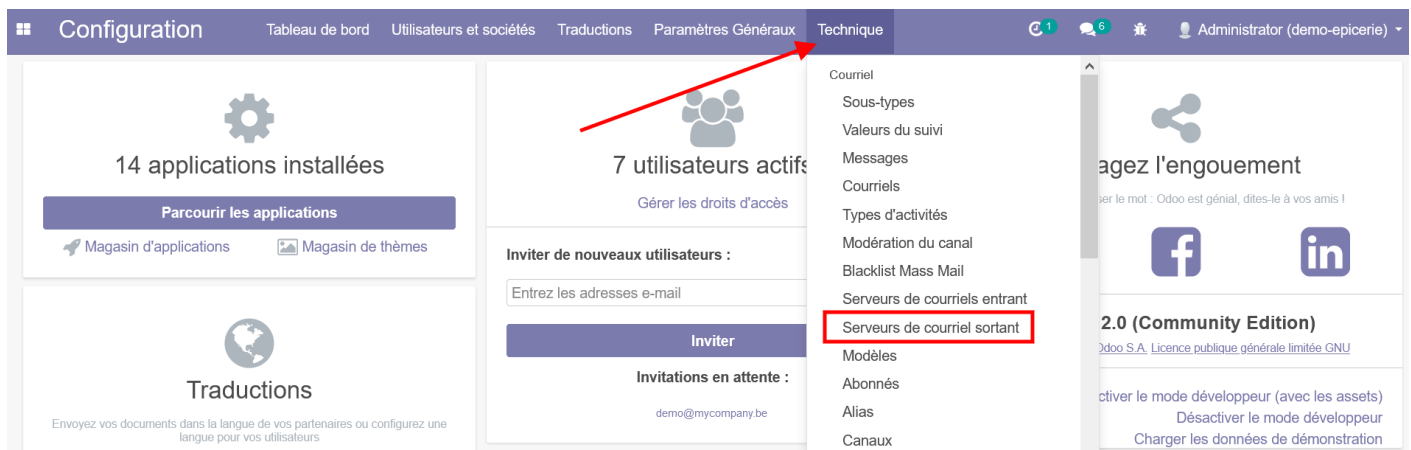 Configuration
Tableau de bord
Utilisateurs et sociétés
Traductions
Paramètres Généraux
Technique
1
6
Administrator (demo-epicerie)
14 applications installées
Parcourir les applications
Magasin d'applications
Magasin de thèmes
Traductions
Envoyez vos documents dans la langue de vos partenaires ou configurez une
langue pour vos utilisateurs
7 utilisateurs actifs
Gérer les droits d'accès
Inviter de nouveaux utilisateurs :
Entrez les adresses e-mail
Inviter
Invitations en attente :
demo@mycompany.be
Courriel
Sous-types
Valeurs du suivi
Messages
Courriels
Types d'activités
Modération du canal
Blacklist Mass Mail
Serveurs de courriels entrant
Serveurs de courriel sortant
Modèles
Abonnés
Alias
Canaux
agez l'engouement
ser le mot : Odoo est génial, dites-le à vos amis !
f
in
2.0 (Community Edition)
Odoo S.A. Licence publique générale limitée GNU
ctiver le mode développeur (avec les assets)
Désactiver le mode développeur
Charger les données de démonstration